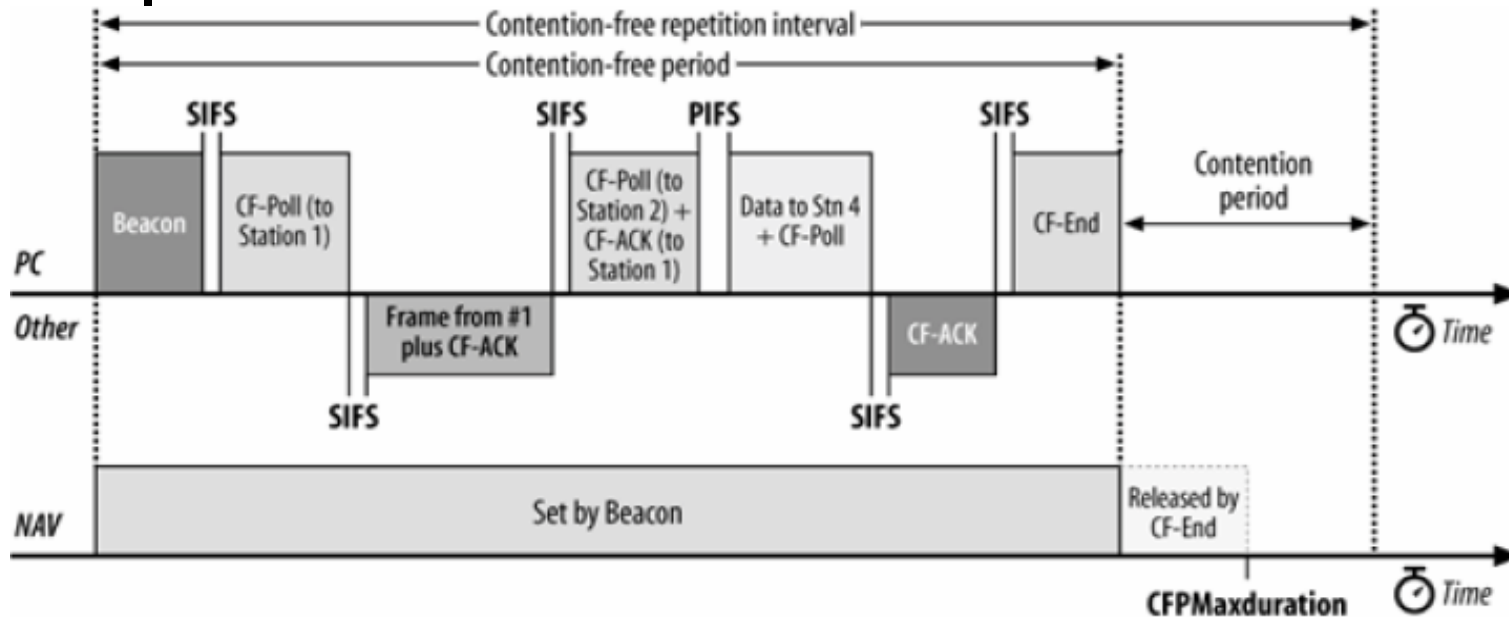 Contention-free repetition interval
Contention-free period
SIFS
SIFS
PIFS
SIFS
Beacon
CF-Poll (to
Station 1)
CF-Poll (to
Station 2) +
CF-ACK (to
Station 1)
Data to Stn 4
+ CF-Poll
CF-End
Contention
period
PC
Other
Frame from #1
plus CF-ACK
CF-ACK
Time
SIFS
SIFS
NAV
Set by Beacon
Released by
CF-End
CFPMaxduration
Time